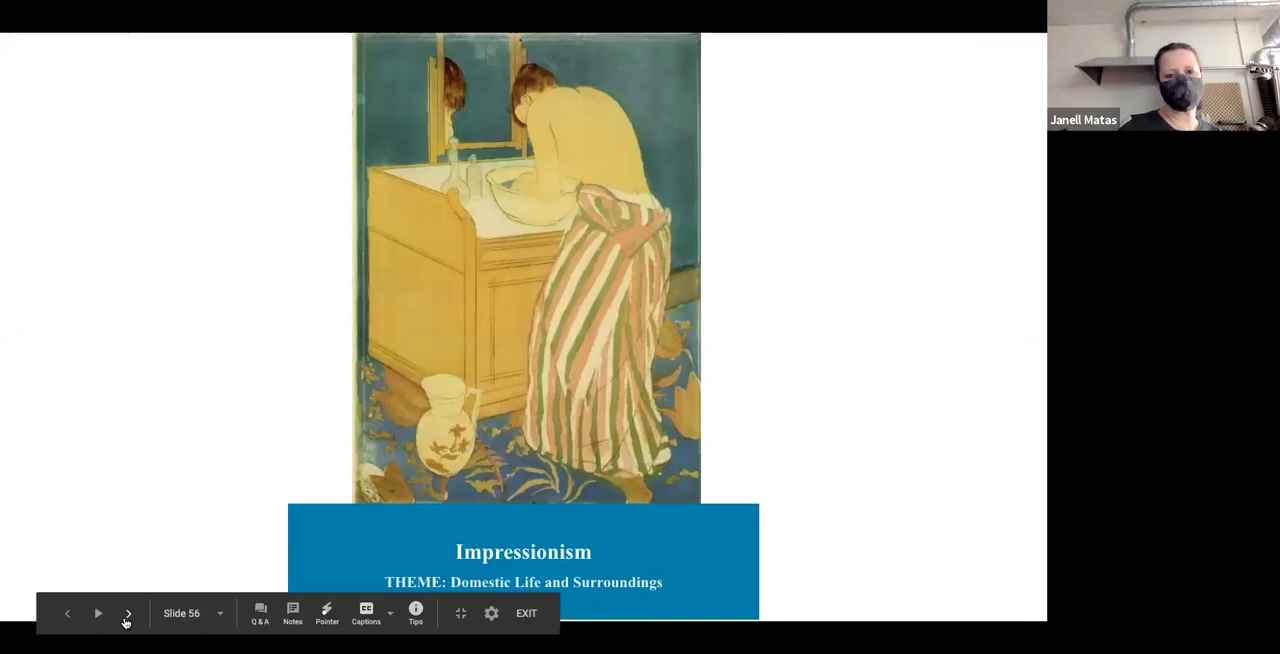 Janell Matas
Impressionism
THEME: Domestic Life and Surroundings
Slide 56
Q & A
Notes
Pointer
Captions
Tips
EXIT